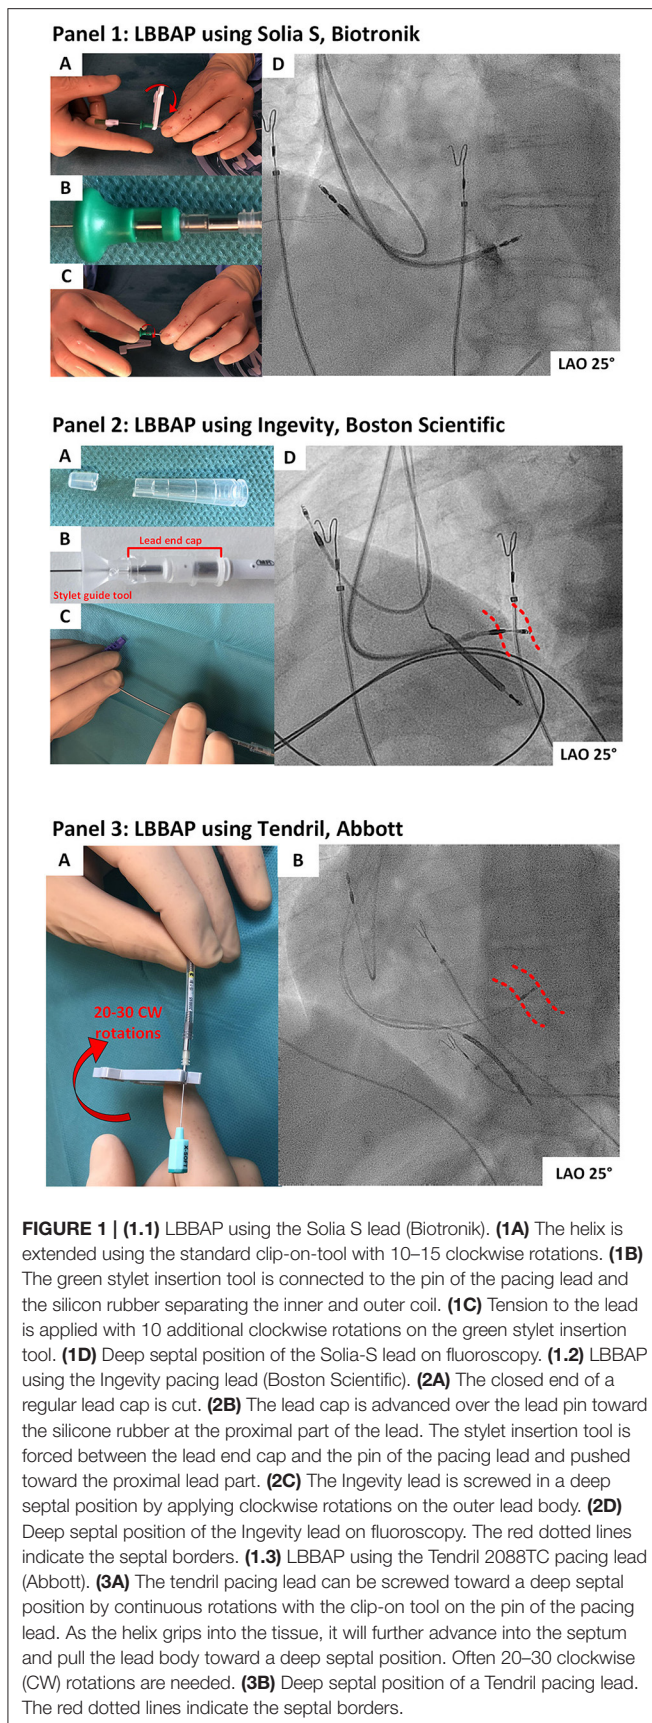 Panel 1: LBBAP using Solia S, Biotronik
A
D
B
C
LAO 25°
Panel 2: LBBAP using Ingevity, Boston Scientific
A
D
B
Lead end cap
Stylet guide tool
C
LAO 25°
Panel 3: LBBAP using Tendril, Abbott
A
B
20-30 CW
rotations
X-SOFT
LAO 25°
FIGURE 1 | (1.1) LBBAP using the Solia S lead (Biotronik). (1A) The helix is
extended using the standard clip-on-tool with 10–15 clockwise rotations. (1B)
The green stylet insertion tool is connected to the pin of the pacing lead and
the silicon rubber separating the inner and outer coil. (1C) Tension to the lead
is applied with 10 additional clockwise rotations on the green stylet insertion
tool. (1D) Deep septal position of the Solia-S lead on fluoroscopy. (1.2) LBBAP
using the Ingevity pacing lead (Boston Scientific). (2A) The closed end of a
regular lead cap is cut. (2B) The lead cap is advanced over the lead pin toward
the silicone rubber at the proximal part of the lead. The stylet insertion tool is
forced between the lead end cap and the pin of the pacing lead and pushed
toward the proximal lead part. (2C) The Ingevity lead is screwed in a deep
septal position by applying clockwise rotations on the outer lead body. (2D)
Deep septal position of the Ingevity lead on fluoroscopy. The red dotted lines
indicate the septal borders. (1.3) LBBAP using the Tendril 2088TC pacing lead
(Abbott). (3A) The tendril pacing lead can be screwed toward a deep septal
position by continuous rotations with the clip-on tool on the pin of the pacing
lead. As the helix grips into the tissue, it will further advance into the septum
and pull the lead body toward a deep septal position. Often 20–30 clockwise
(CW) rotations are needed. (3B) Deep septal position of a Tendril pacing lead.
The red dotted lines indicate the septal borders.